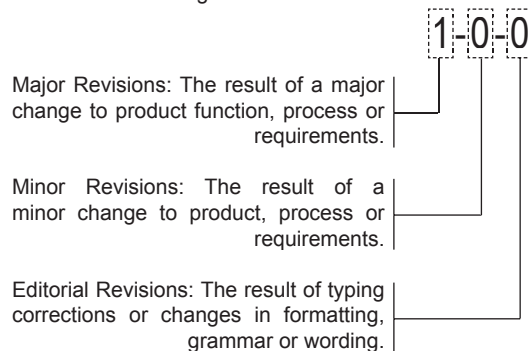 1-0-0
Major Revisions: The result of a major
change to product function, process or
requirements.
Minor Revisions: The result of a
minor change to product, process or
requirements.
Editorial Revisions: The result of typing
corrections or changes in formatting,
grammar or wording.